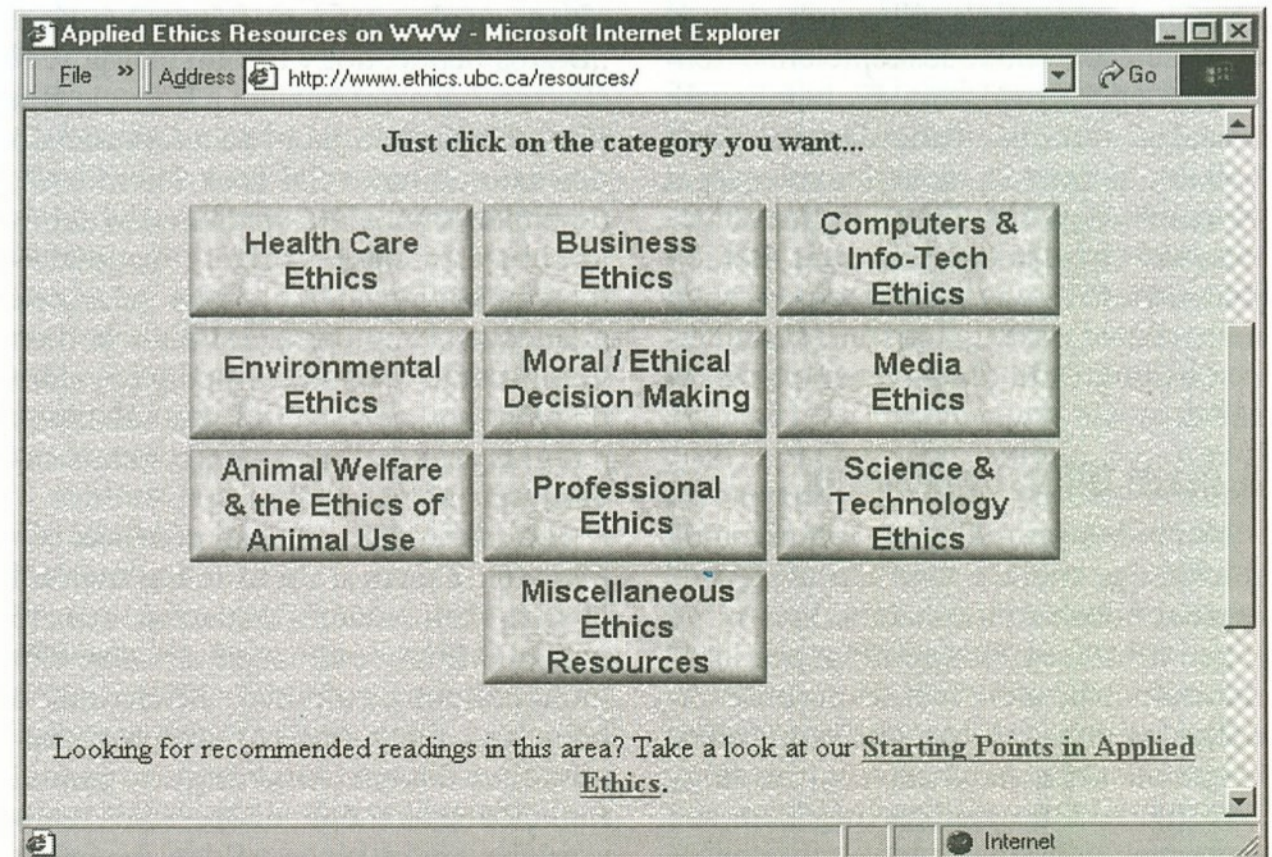 Applied Ethics Resources on WWW - Microsoft Internet Explorer
File » Address http://www.ethics.ubc.ca/resources/ Go
Just click on the category you want...
Health Care
Ethics
Business
Ethics
Computers &
Info-Tech
Ethics
Environmental
Ethics
Moral / Ethical
Decision Making
Media
Ethics
Animal Welfare
& the Ethics of
Animal Use
Professional
Ethics
Science &
Technology
Ethics
Miscellaneous
Ethics
Resources
Looking for recommended readings in this area? Take a look at our Starting Points in Applied
Ethics.
Internet